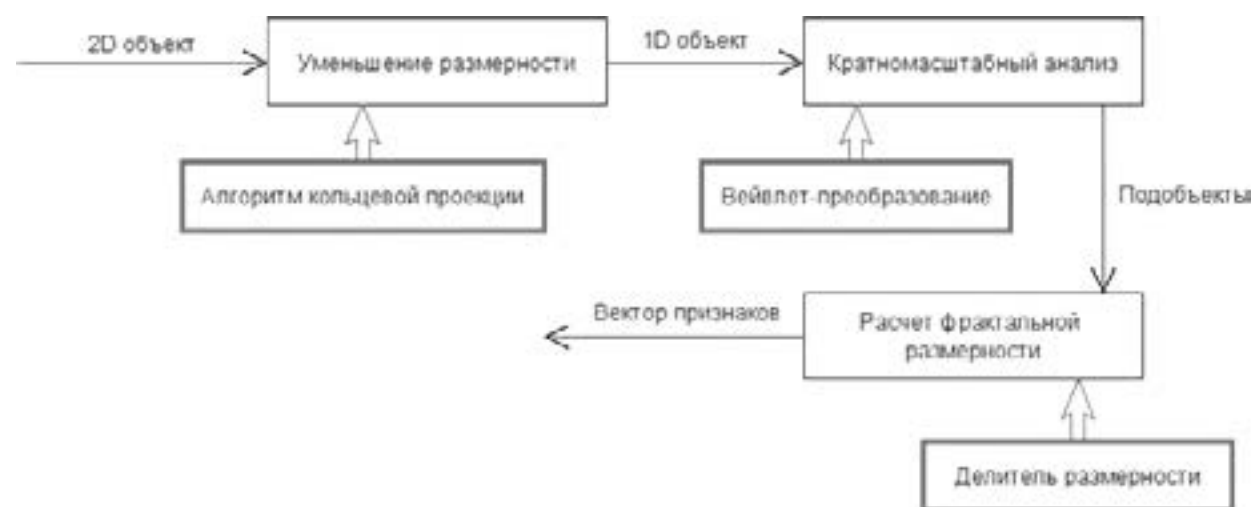 2D объект
Уменьшение размерности
1D объект
Кратномасштабный анализ
Алгоритм кольцевой проекции
Вейвлет-преобразование
Подобъекты
Вектор признаков
Расчет фрактальной
размерности
Делитель размерности